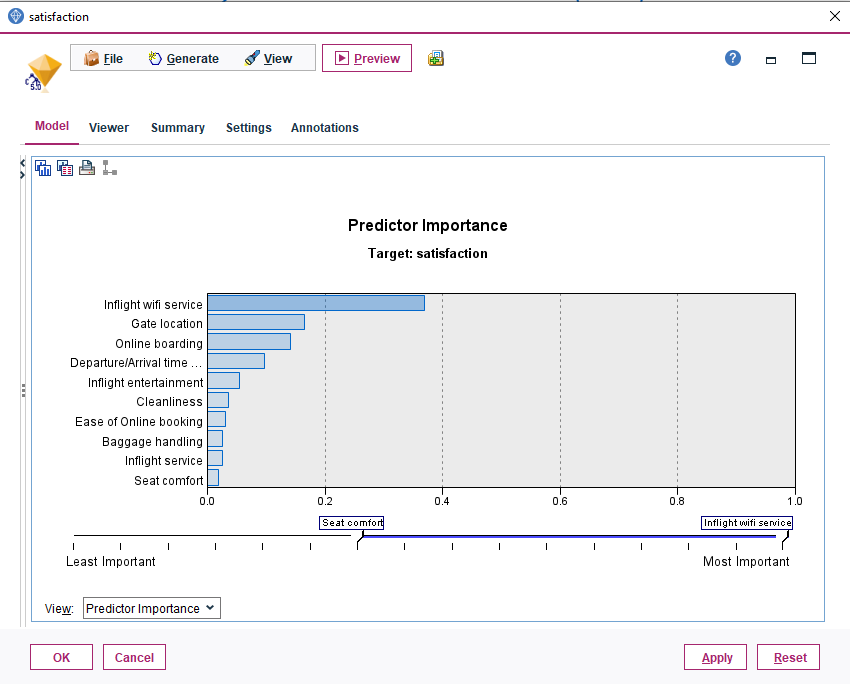 satisfaction
File Generate View Preview
C 5.0
Model Viewer Summary Settings Annotations
Predictor Importance
Target: satisfaction
Inflight wifi service
Gate location
Online boarding
Departure/Arrival time ...
Inflight entertainment
Cleanliness
Ease of Online booking
Baggage handling
Inflight service
Seat comfort
0.0 0.2 0.4 0.6 0.8 1.0
Seat comfort Inflight wifi service
Least Important Most Important
View: Predictor Importance
OK Cancel Apply Reset